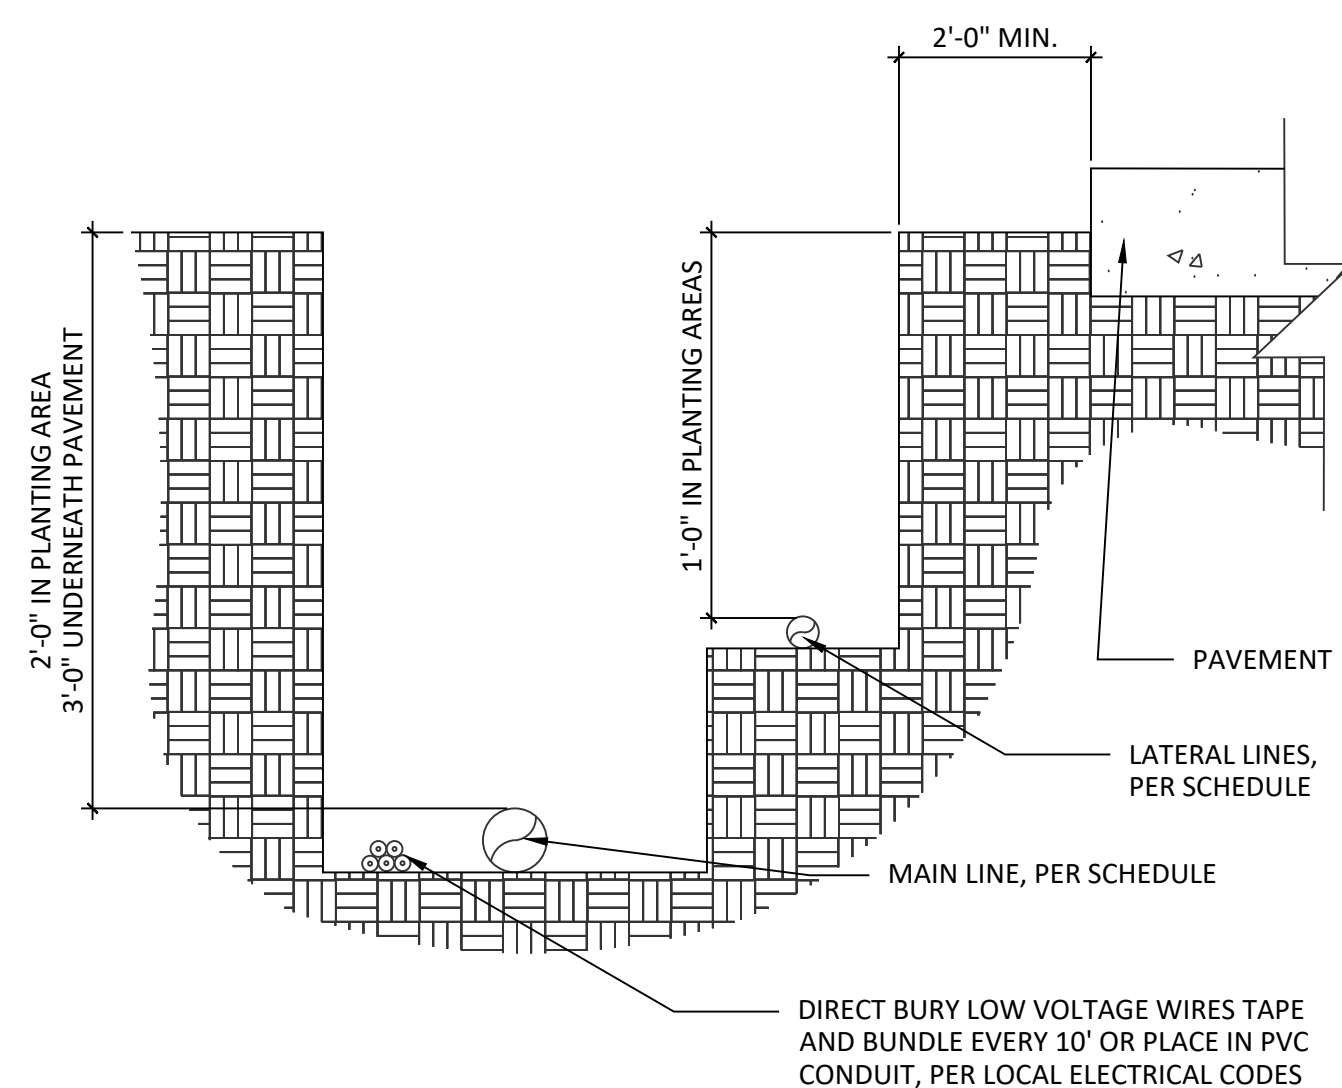 2'-0" MIN.
2'-0" IN PLANTING AREA
3'-0" UNDERNEATH PAVEMENT
1'-0" IN PLANTING AREAS
PAVEMENT
LATERAL LINES,
PER SCHEDULE
MAIN LINE, PER SCHEDULE
DIRECT BURY LOW VOLTAGE WIRES TAPE
AND BUNDLE EVERY 10' OR PLACE IN PVC
CONDUIT, PER LOCAL ELECTRICAL CODES